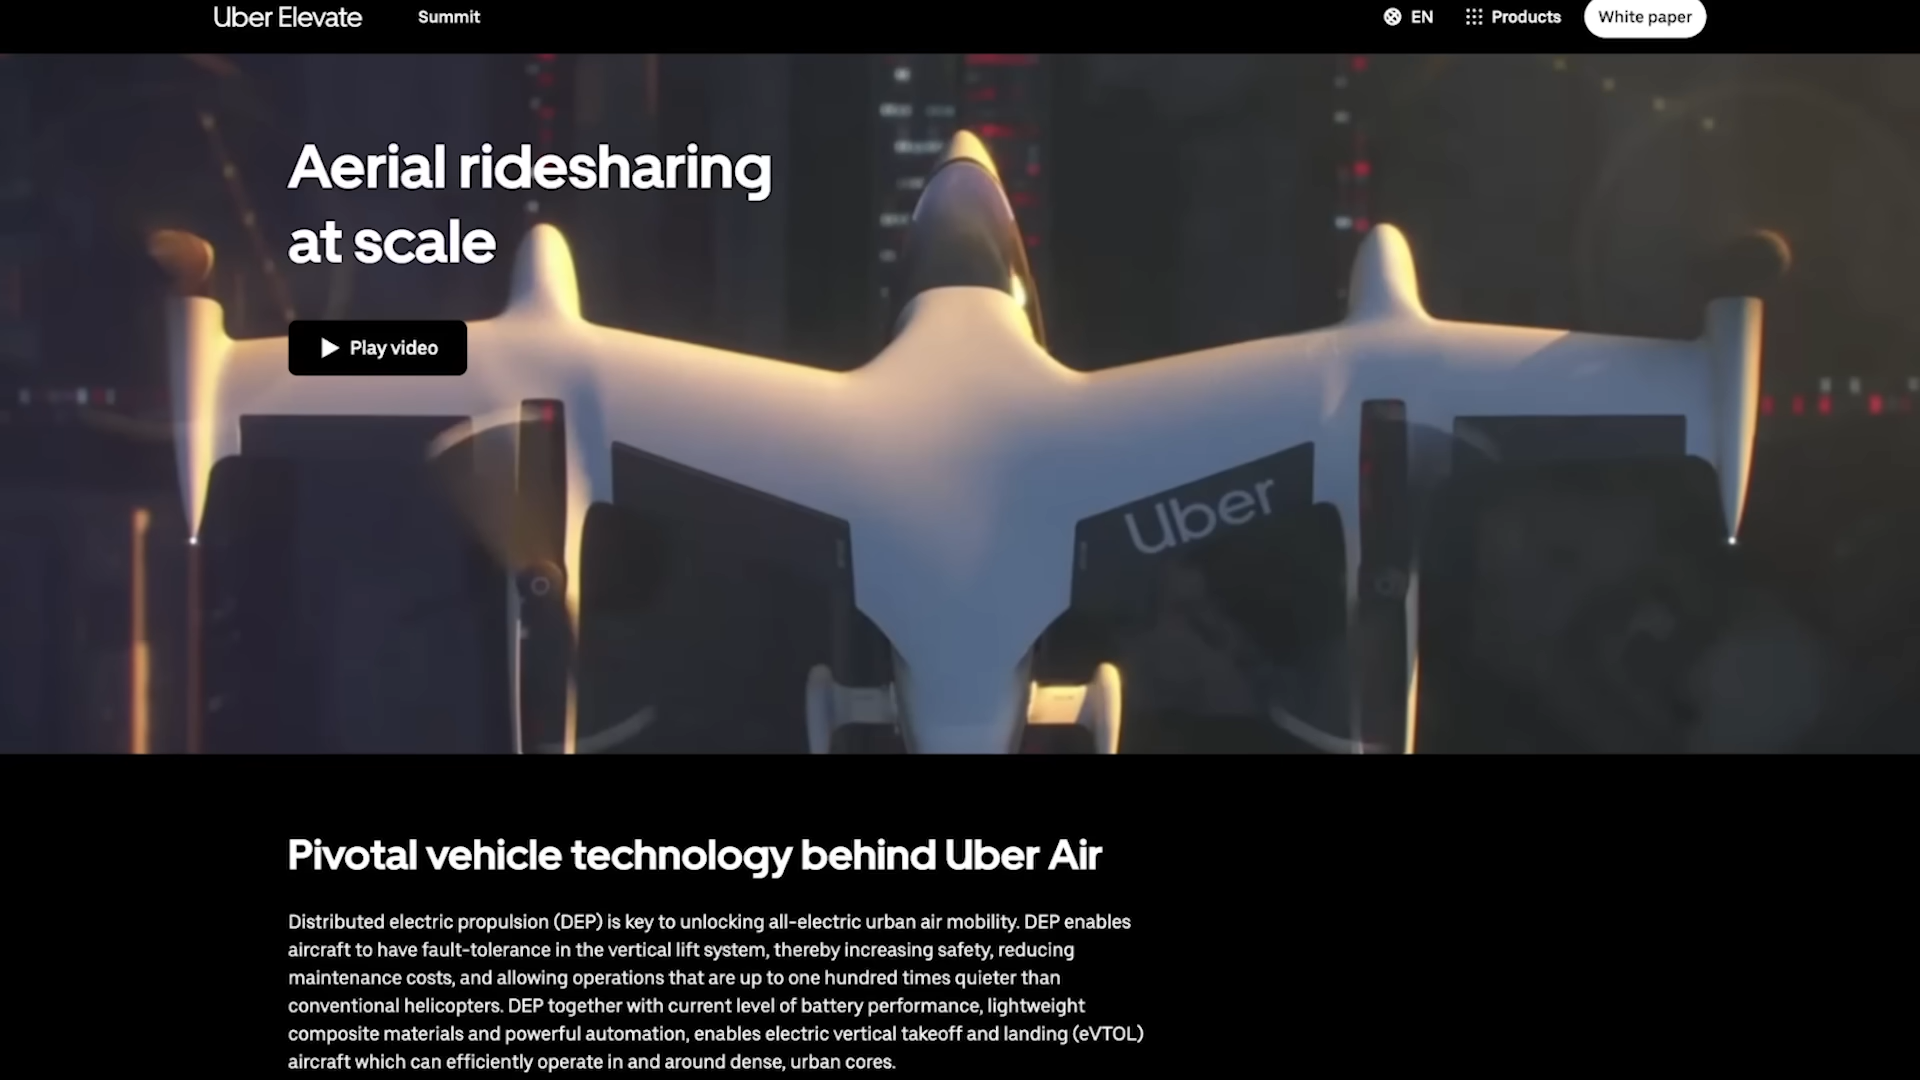 Uber Elevate
Summit
EN
Products
White paper
Aerial ridesharing
at scale
Play video
Uber
Pivotal vehicle technology behind Uber Air
Distributed electric propulsion (DEP) is key to unlocking all-electric urban air mobility. DEP enables
aircraft to have fault-tolerance in the vertical lift system, thereby increasing safety, reducing
maintenance costs, and allowing operations that are up to one hundred times quieter than
conventional helicopters. DEP together with current level of battery performance, lightweight
composite materials and powerful automation, enables electric vertical takeoff and landing (eVTOL)
aircraft which can efficiently operate in and around dense, urban cores.